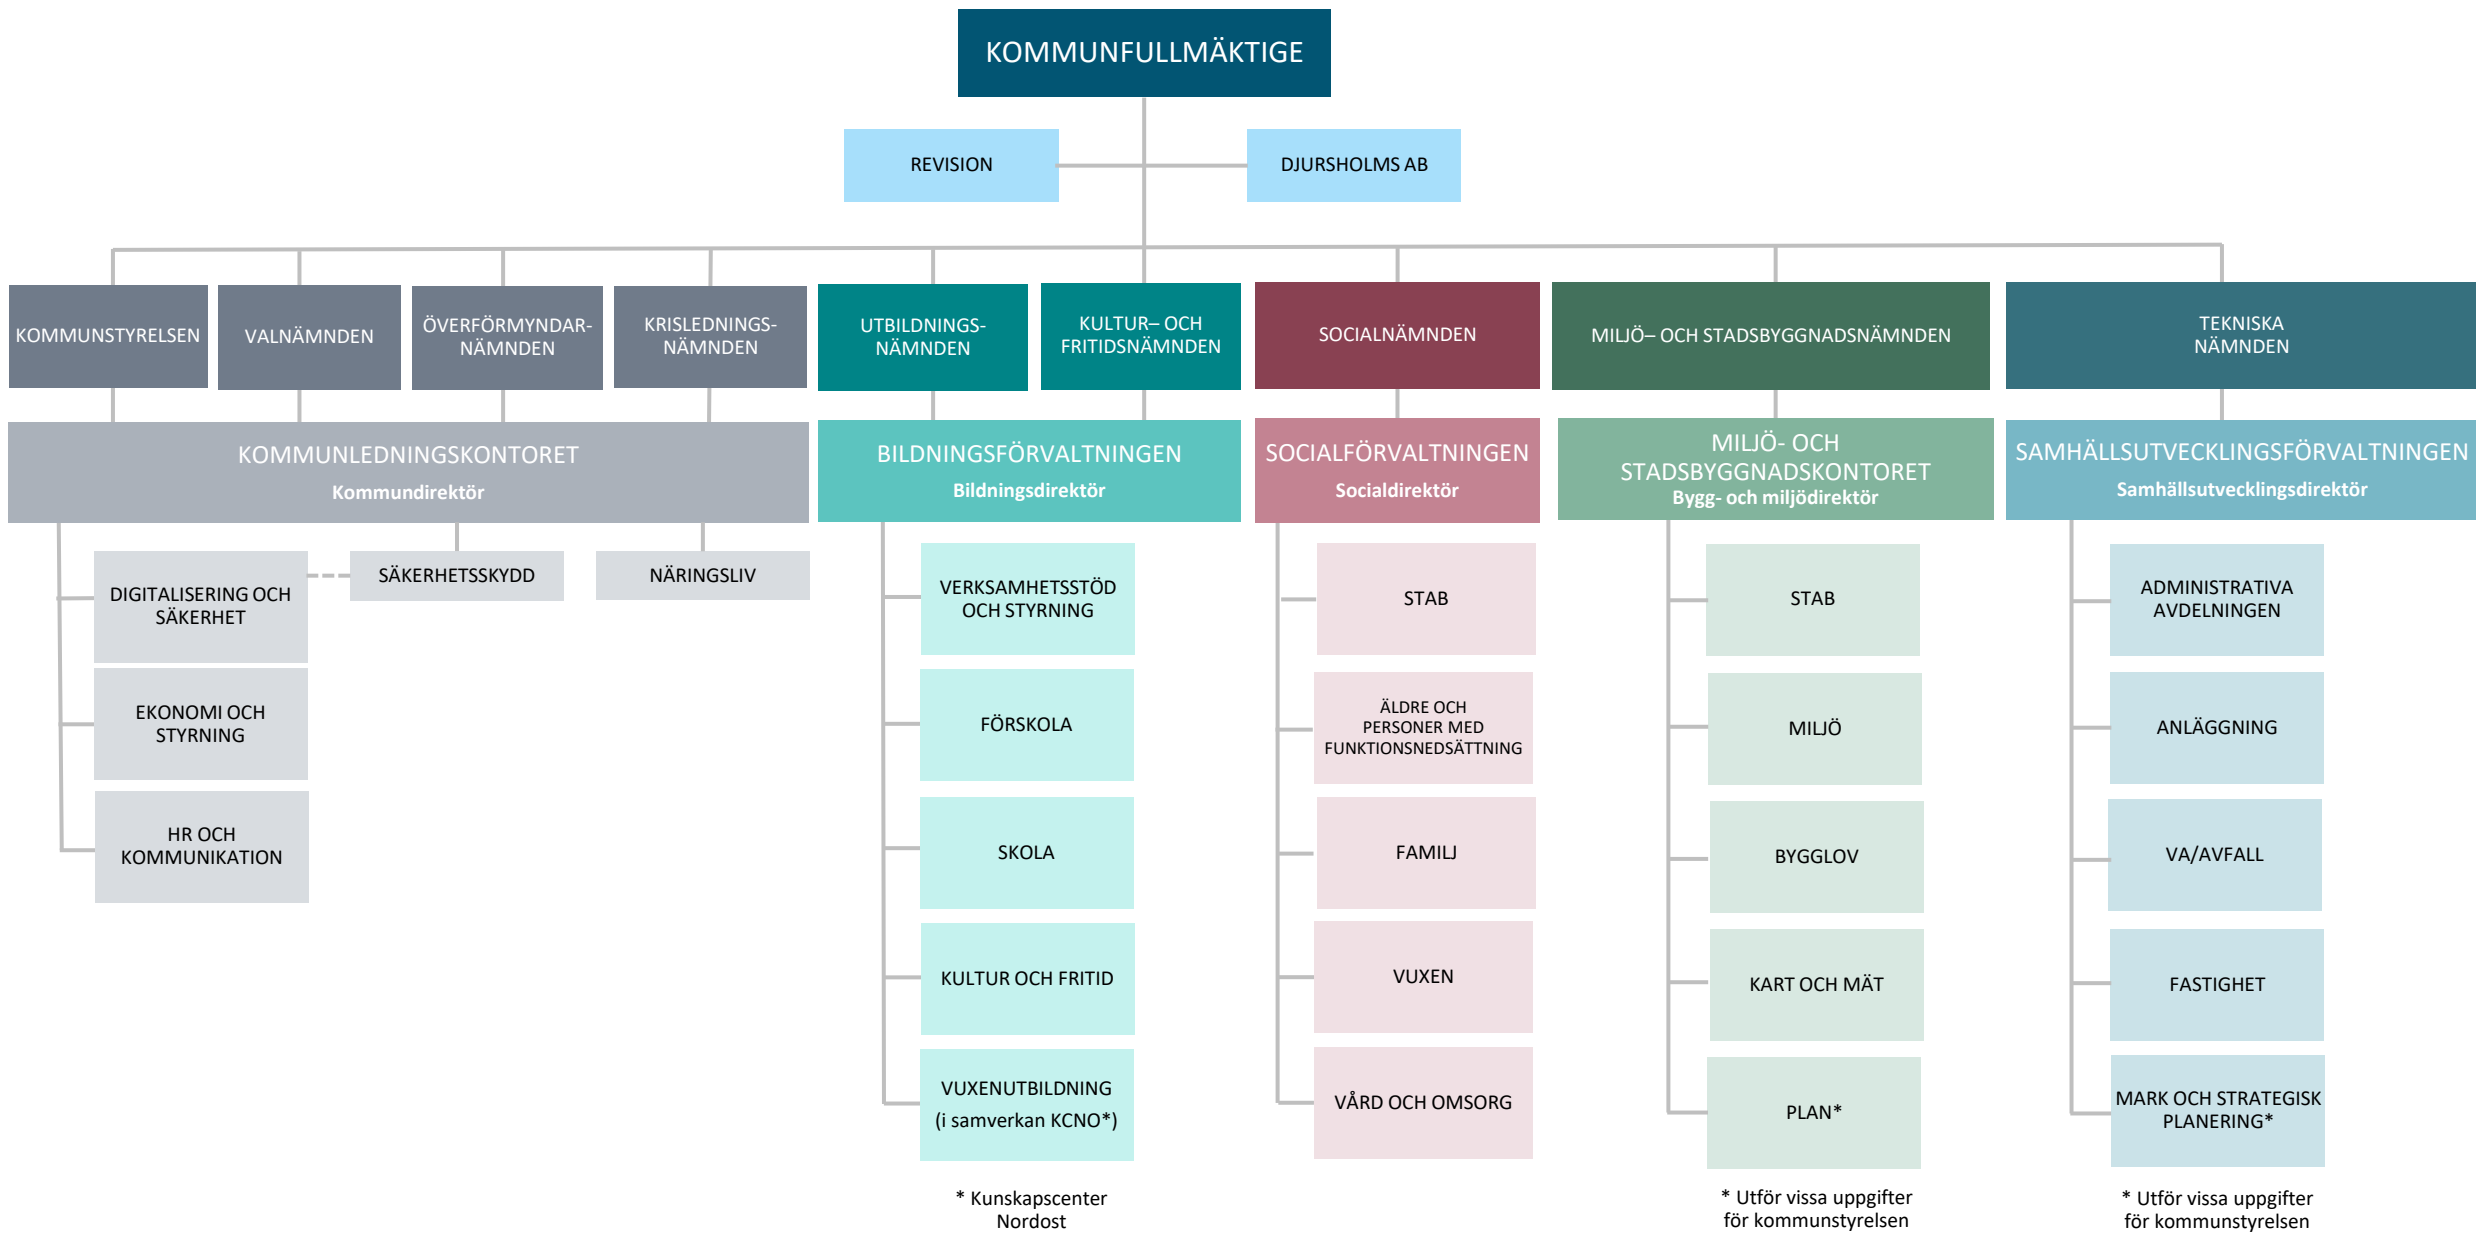 KOMMUNFULLMÄKTIGE
REVISION
DJURSHOLMS AB
KOMMUNSTYRELSEN
VALNÄMNDEN
ÖVERFÖRMYNDAR-
NÄMNDEN
KRISLEDNINGS-
NÄMNDEN
UTBILDNINGS-
NÄMNDEN
KULTUR– OCH
FRITIDSNÄMNDEN
SOCIALNÄMNDEN
MILJÖ– OCH STADSBYGGNADSNÄMNDEN
TEKNISKA
NÄMNDEN
KOMMUNLEDNINGSKONTORET
Kommundirektör
BILDNINGSFÖRVALTNINGEN
Bildningsdirektör
SOCIALFÖRVALTNINGEN
Socialdirektör
MILJÖ- OCH
STADSBYGGNADSKONTORET
Bygg- och miljödirektör
SAMHÄLLSUTVECKLINGSFÖRVALTNINGEN
Samhällsutvecklingsdirektör
DIGITALISERING OCH
SÄKERHET
SÄKERHETSSKYDD
NÄRINGSLIV
EKONOMI OCH
STYRNING
HR OCH
KOMMUNIKATION
VERKSAMHETSSTÖD
OCH STYRNING
FÖRSKOLA
SKOLA
KULTUR OCH FRITID
VUXENUTBILDNING
(i samverkan KCNO*)
* Kunskapscenter
Nordost
STAB
ÄLDRE OCH
PERSONER MED
FUNKTIONSNEDSÄTTNING
FAMILJ
VUXEN
VÅRD OCH OMSORG
STAB
MILJÖ
BYGGLOV
KART OCH MÄT
PLAN*
* Utför vissa uppgifter
för kommunstyrelsen
ADMINISTRATIVA
AVDELNINGEN
ANLÄGGNING
VA/AVFALL
FASTIGHET
MARK OCH STRATEGISK
PLANERING*
* Utför vissa uppgifter
för kommunstyrelsen